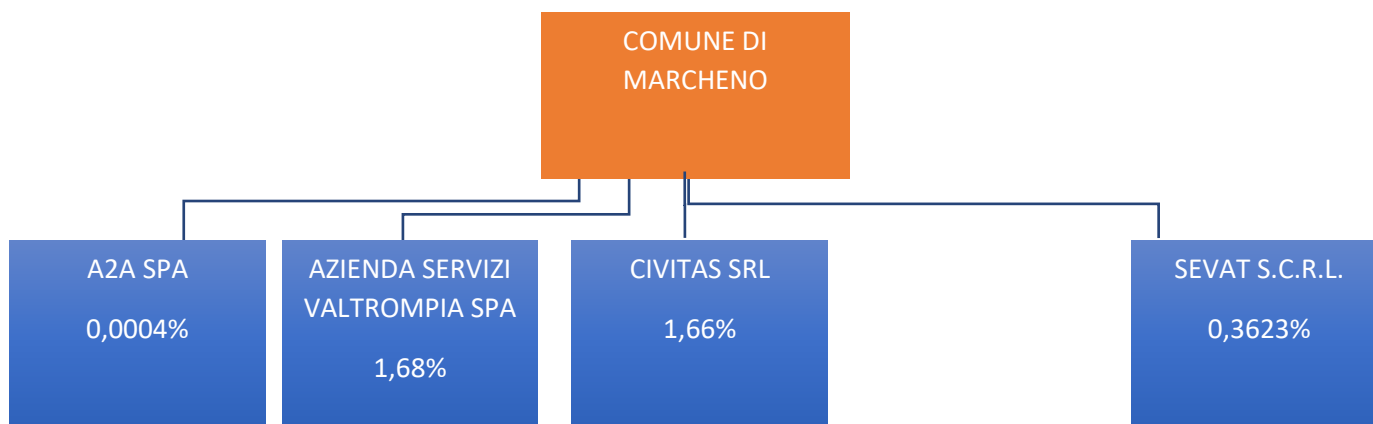 COMUNE DI
MARCHENO
A2A SPA
0,0004%
AZIENDA SERVIZI
VALTROMPIA SPA
1,68%
CIVITAS SRL
1,66%
SEVAT S.C.R.L.
0,3623%